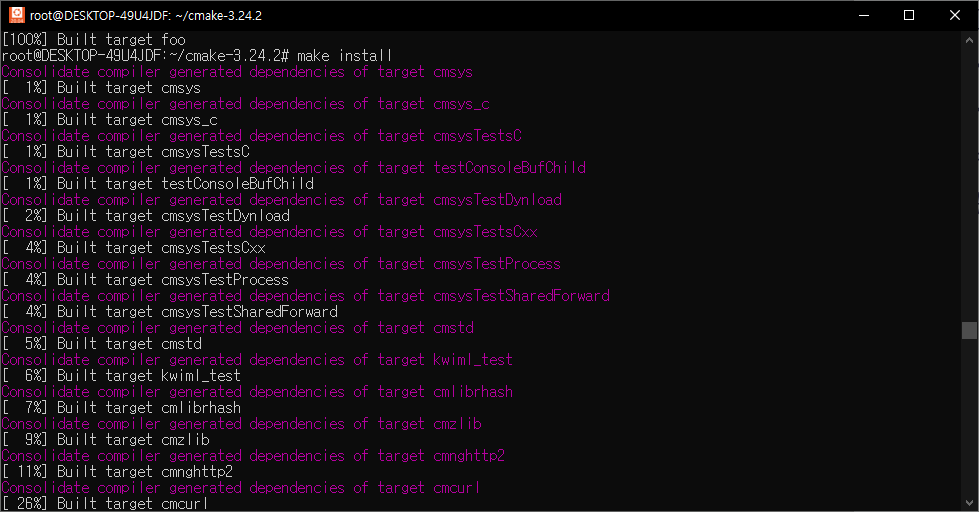 root@DESKTOP-49U4JDF: ~/cmake-3.24.2
[100%] Built target foo
root@DESKTOP-49U4JDF:~/cmake-3.24.2# make install
Consolidate compiler generated dependencies of target cmsys
[  1%] Built target cmsys
Consolidate compiler generated dependencies of target cmsys_c
[  1%] Built target cmsys_c
Consolidate compiler generated dependencies of target cmsysTestsC
[  1%] Built target cmsysTestsC
Consolidate compiler generated dependencies of target testConsoleBufChild
[  1%] Built target testConsoleBufChild
Consolidate compiler generated dependencies of target cmsysTestDynload
[  2%] Built target cmsysTestDynload
Consolidate compiler generated dependencies of target cmsysTestsCxx
[  4%] Built target cmsysTestsCxx
Consolidate compiler generated dependencies of target cmsysTestProcess
[  4%] Built target cmsysTestProcess
Consolidate compiler generated dependencies of target cmsysTestSharedForward
[  4%] Built target cmsysTestSharedForward
Consolidate compiler generated dependencies of target cmstd
[  5%] Built target cmstd
Consolidate compiler generated dependencies of target kwiml_test
[  6%] Built target kwiml_test
Consolidate compiler generated dependencies of target cmlibrhash
[  7%] Built target cmlibrhash
Consolidate compiler generated dependencies of target cmzlib
[  9%] Built target cmzlib
Consolidate compiler generated dependencies of target cmnghttp2
[ 11%] Built target cmnghttp2
Consolidate compiler generated dependencies of target cmcurl
[ 26%] Built target cmcurl